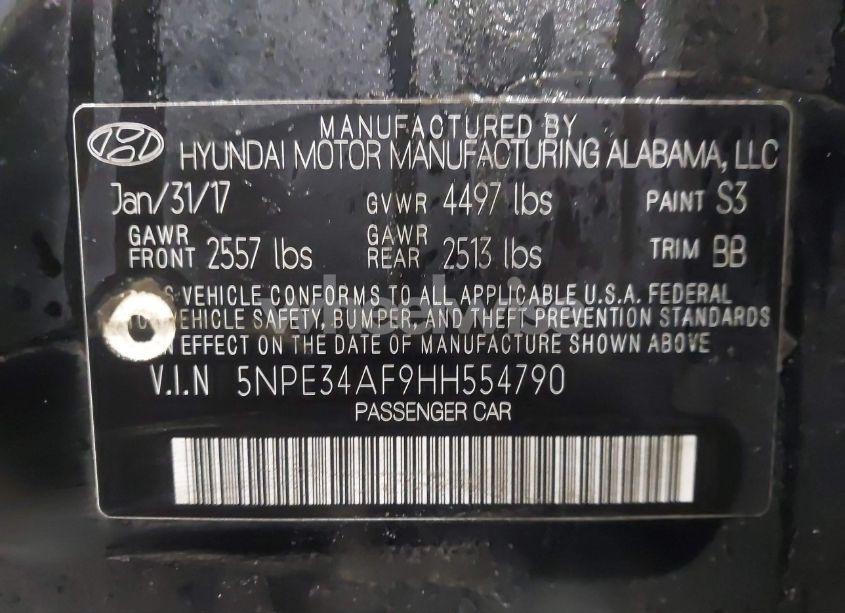 MANUFACTURED BY
HYUNDAI MOTOR MANUFACTURING ALABAMA, LLC
Jan/31/17 GVWR 4497 lbs PAINT S3
GAWR FRONT 2557 lbs GAWR REAR 2513 lbs TRIM BB
VEHICLE CONFORMS TO ALL APPLICABLE U.S.A. FEDERAL
VEHICLE SAFETY, BUMPER, AND THEFT PREVENTION STANDARDS
IN EFFECT ON THE DATE OF MANUFACTURE SHOWN ABOVE
V.I.N 5NPE34AF9HH554790
PASSENGER CAR